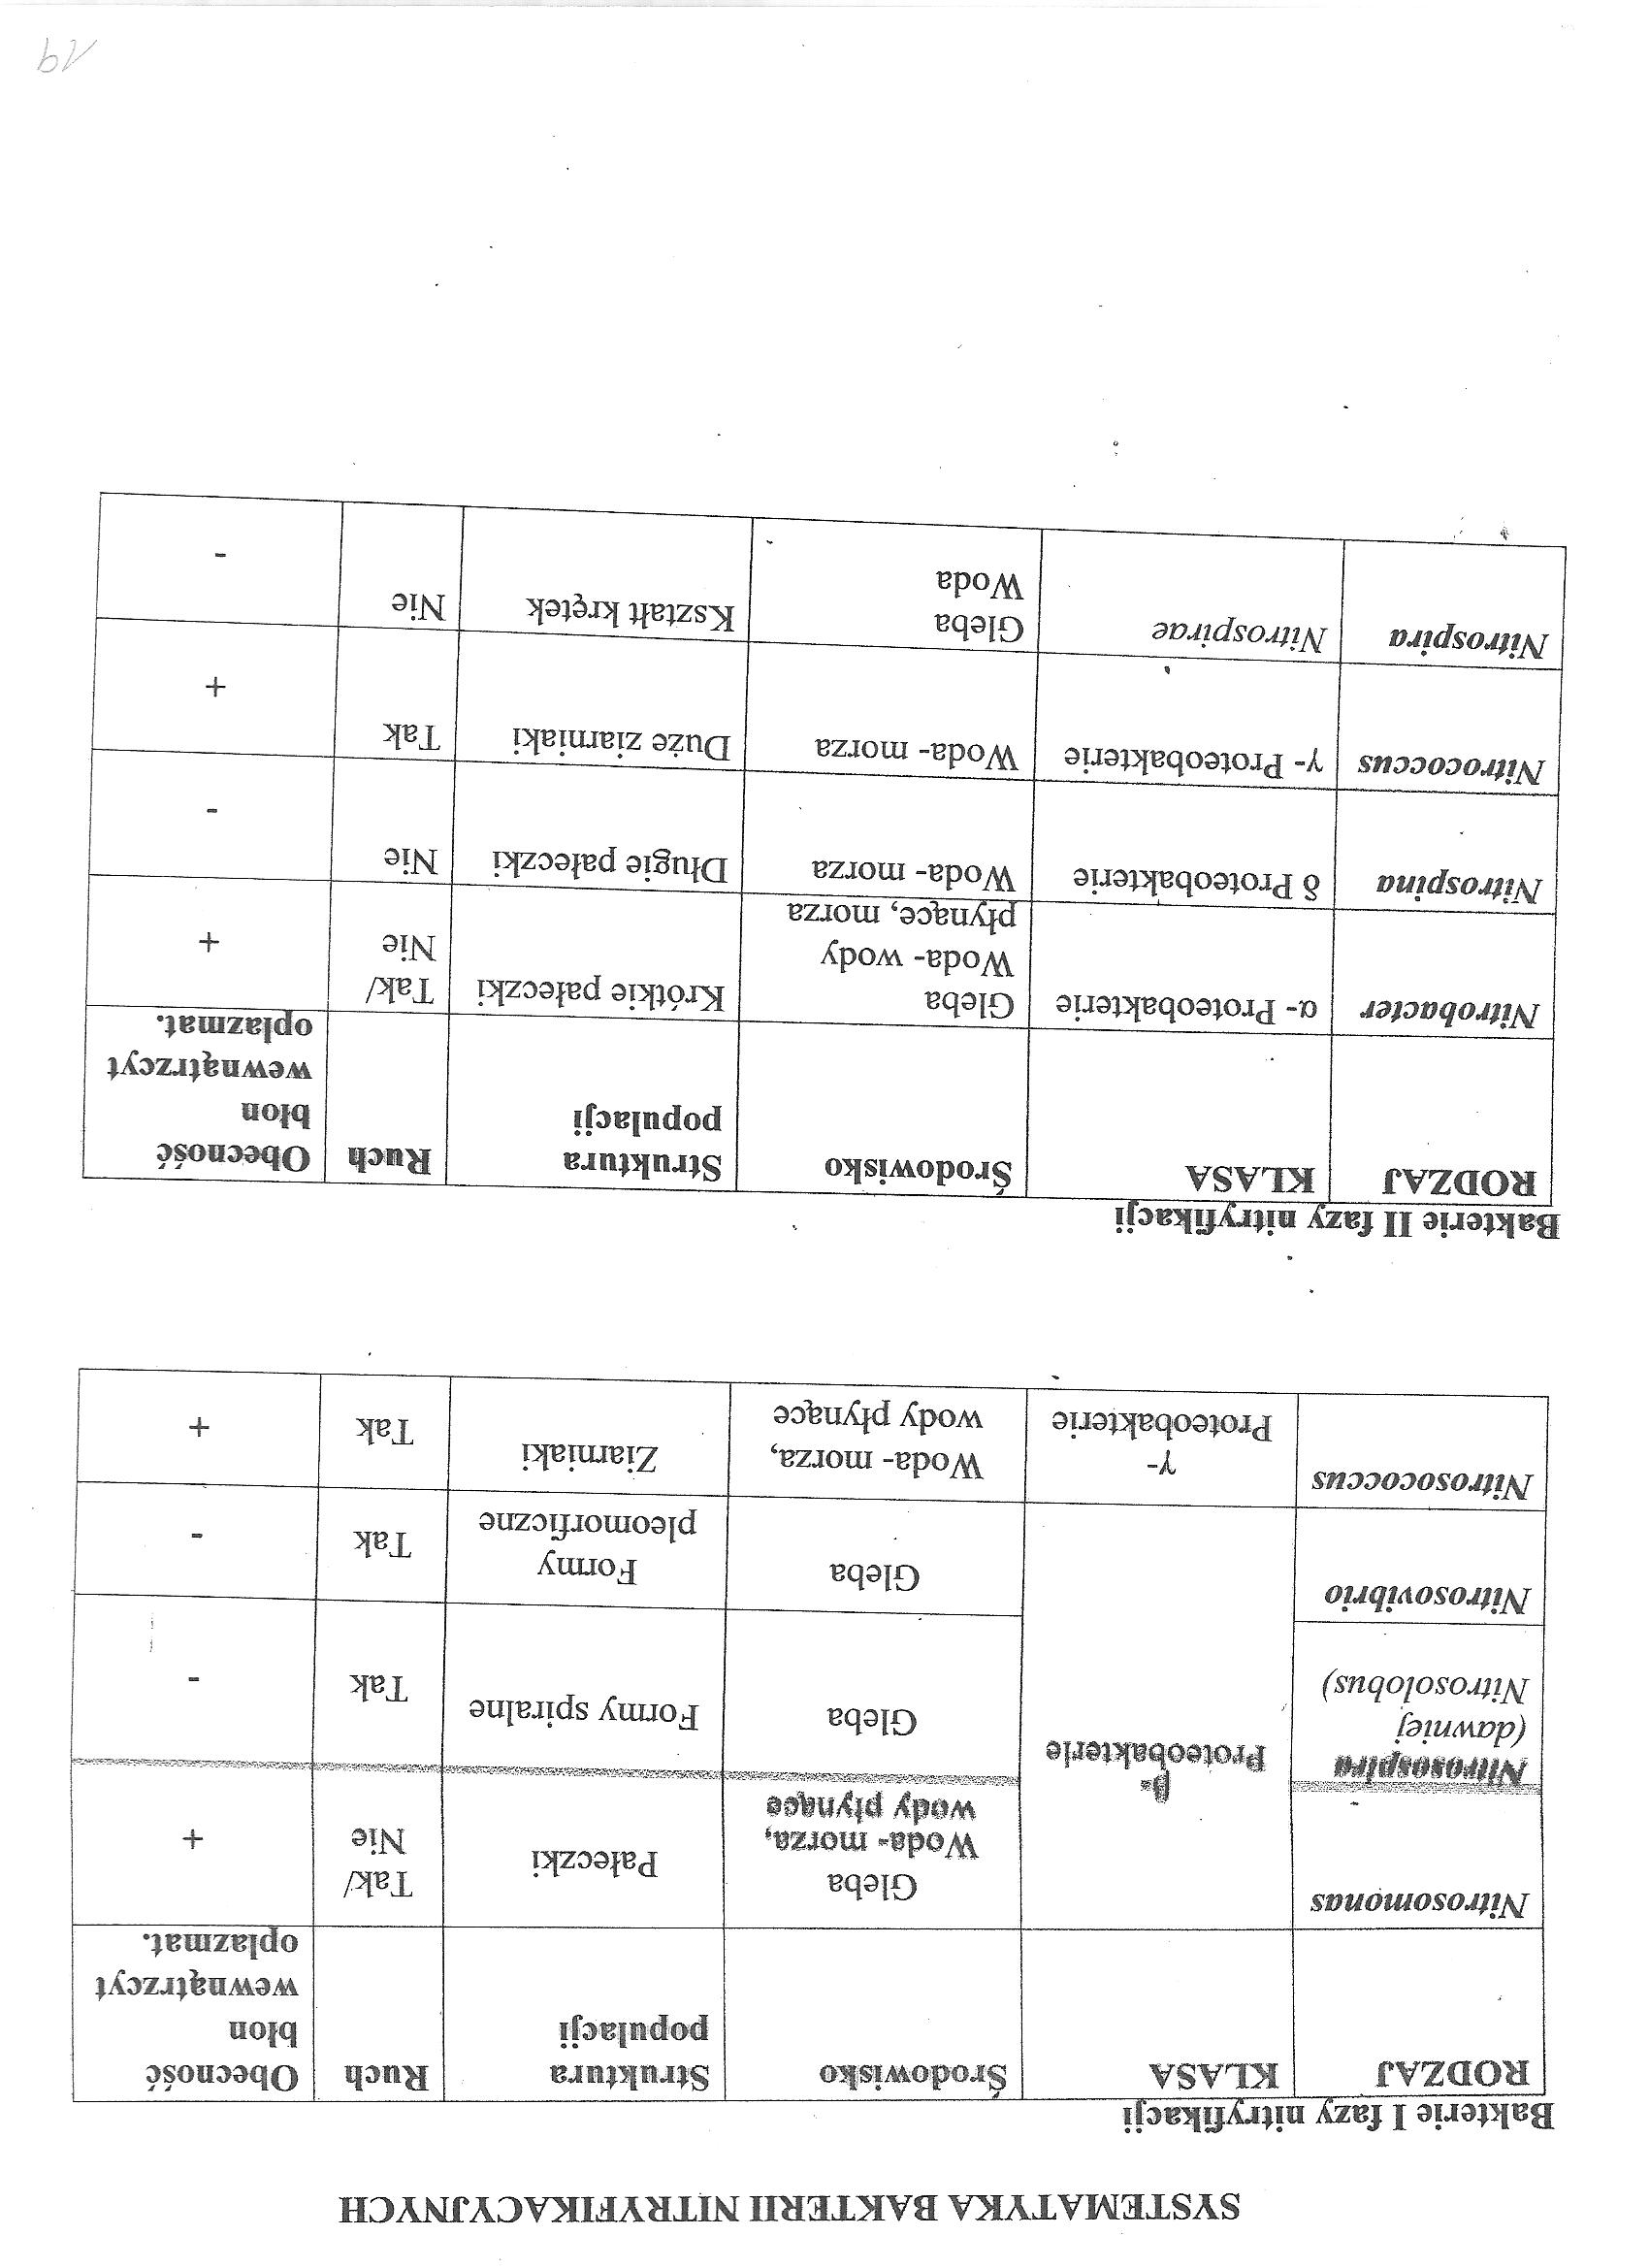 SYSTEMATYKA BAKTERII NITRYFIKACYJNYCH
Bakterie I fazy nitryfikacji
RODZAJ KLASA Środowisko Struktura populacji Ruch Obecność błon wewnątrzcyt oplazmat.
Nitrosomonas β- Proteobakterie Gleba Woda- morza, wody płynące Pałeczki Tak/ Nie +
Nitrosospira (dawniej Nitrosolobus) Gleba Formy spiralne Tak -
Nitrosovibrio Gleba Formy pleomorficzne Tak -
Nitrosococcus γ- Proteobakterie Woda- morza, wody płynące Ziarniaki Tak +
Bakterie II fazy nitryfikacji
RODZAJ KLASA Środowisko Struktura populacji Ruch Obecność błon wewnątrzcyt oplazmat.
Nitrobacter α- Proteobakterie Gleba Woda- wody płynące, morza Krótkie pałeczki Tak/ Nie +
Nitrospina δ Proteobakterie Woda- morza Długie pałeczki Nie -
Nitrococcus γ- Proteobakterie Woda- morza Duże ziarniaki Tak +
Nitrospira Nitrospirae Gleba Woda Kształt krętek Nie -